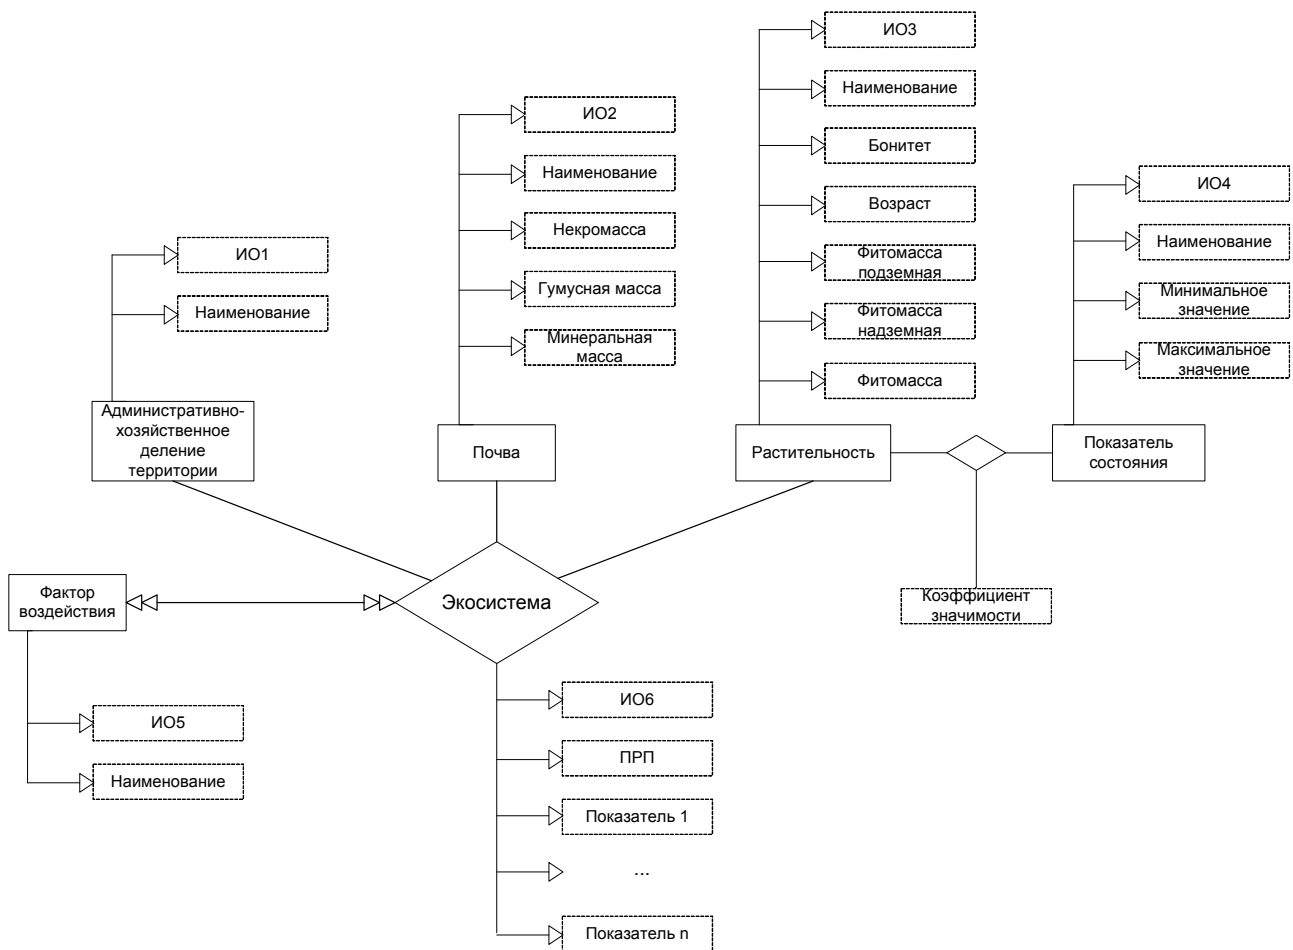 ИО3
Наименование
Бонитет
Возраст
Фитомасса
подземная
Фитомасса
надземная
Фитомасса
ИО2
Наименование
Некромасса
Гумусная масса
Минеральная
масса
ИО4
Наименование
Минимальное
значение
Максимальное
значение
ИО1
Наименование
Административно-
хозяйственное
деление
территории
Почва
Растительность
Показатель
состояния
Фактор
воздействия
Экосистема
Коэффициент
значимости
ИО5
Наименование
ИО6
ПРП
Показатель 1
...
Показатель n